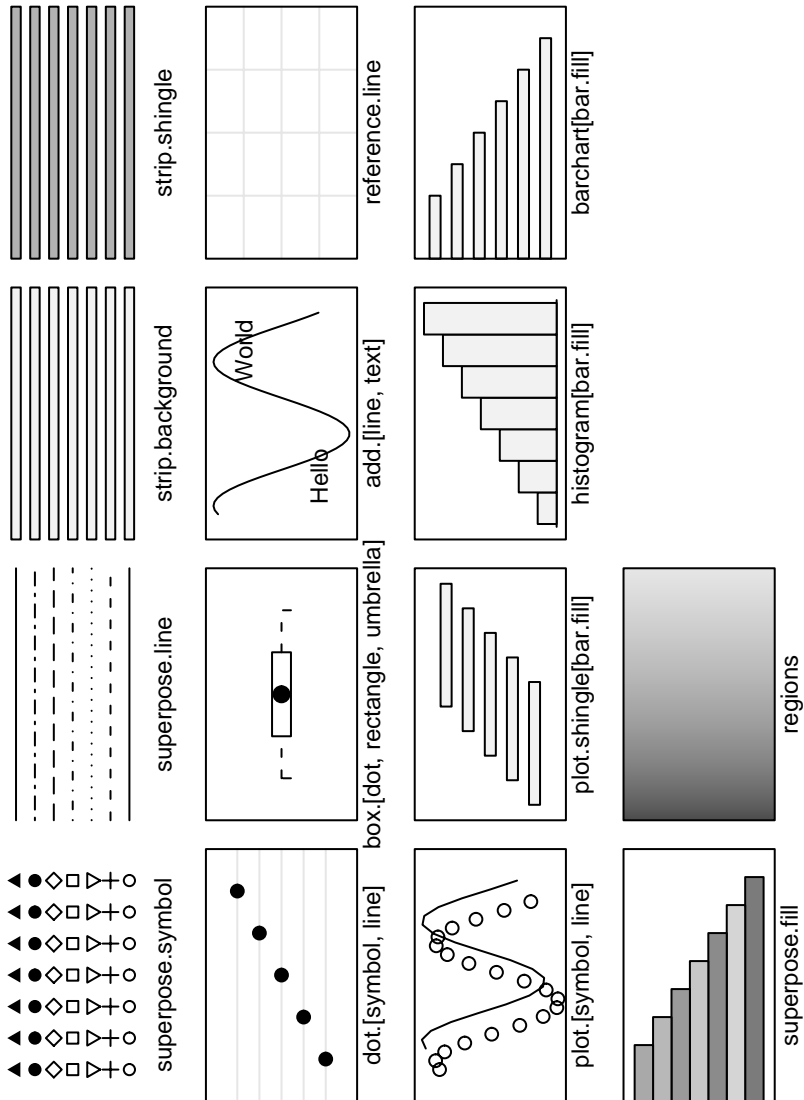 superpose.symbol
superpose.line
strip.background
strip.shingle
dot.[symbol, line]
box.[dot, rectangle, umbrella]
Hello
World
add.[line, text]
reference.line
plot.[symbol, line]
plot.shingle[bar.fill]
histogram[bar.fill]
barchart[bar.fill]
superpose.fill
regions